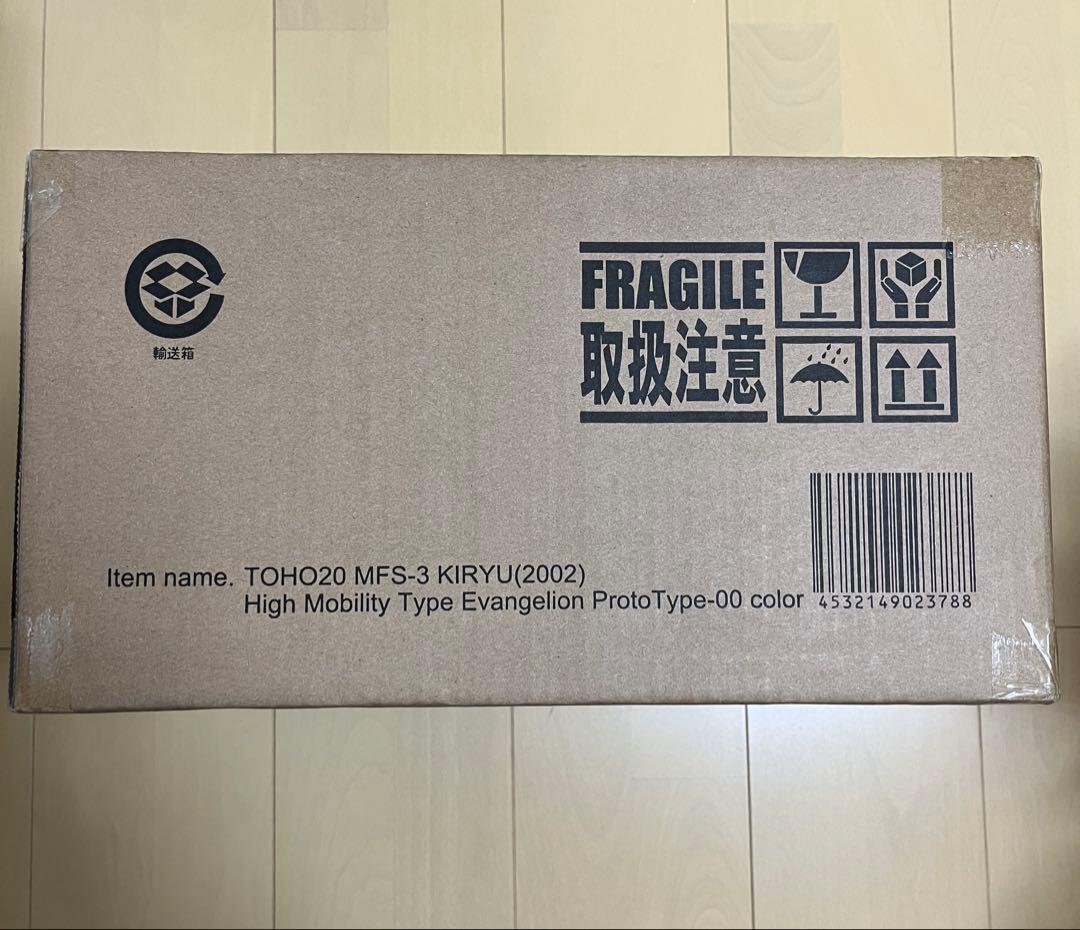 輸送箱
FRAGILE
取扱注意
Item name. TOHO20 MFS-3 KIRYU(2002)
High Mobility Type Evangelion ProtoType-00 color
4532149023788